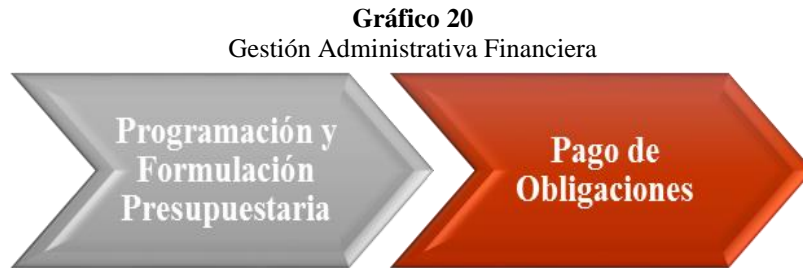 Gráfico 20
Gestión Administrativa Financiera
Programación y
Formulación
Presupuestaria
Pago de
Obligaciones